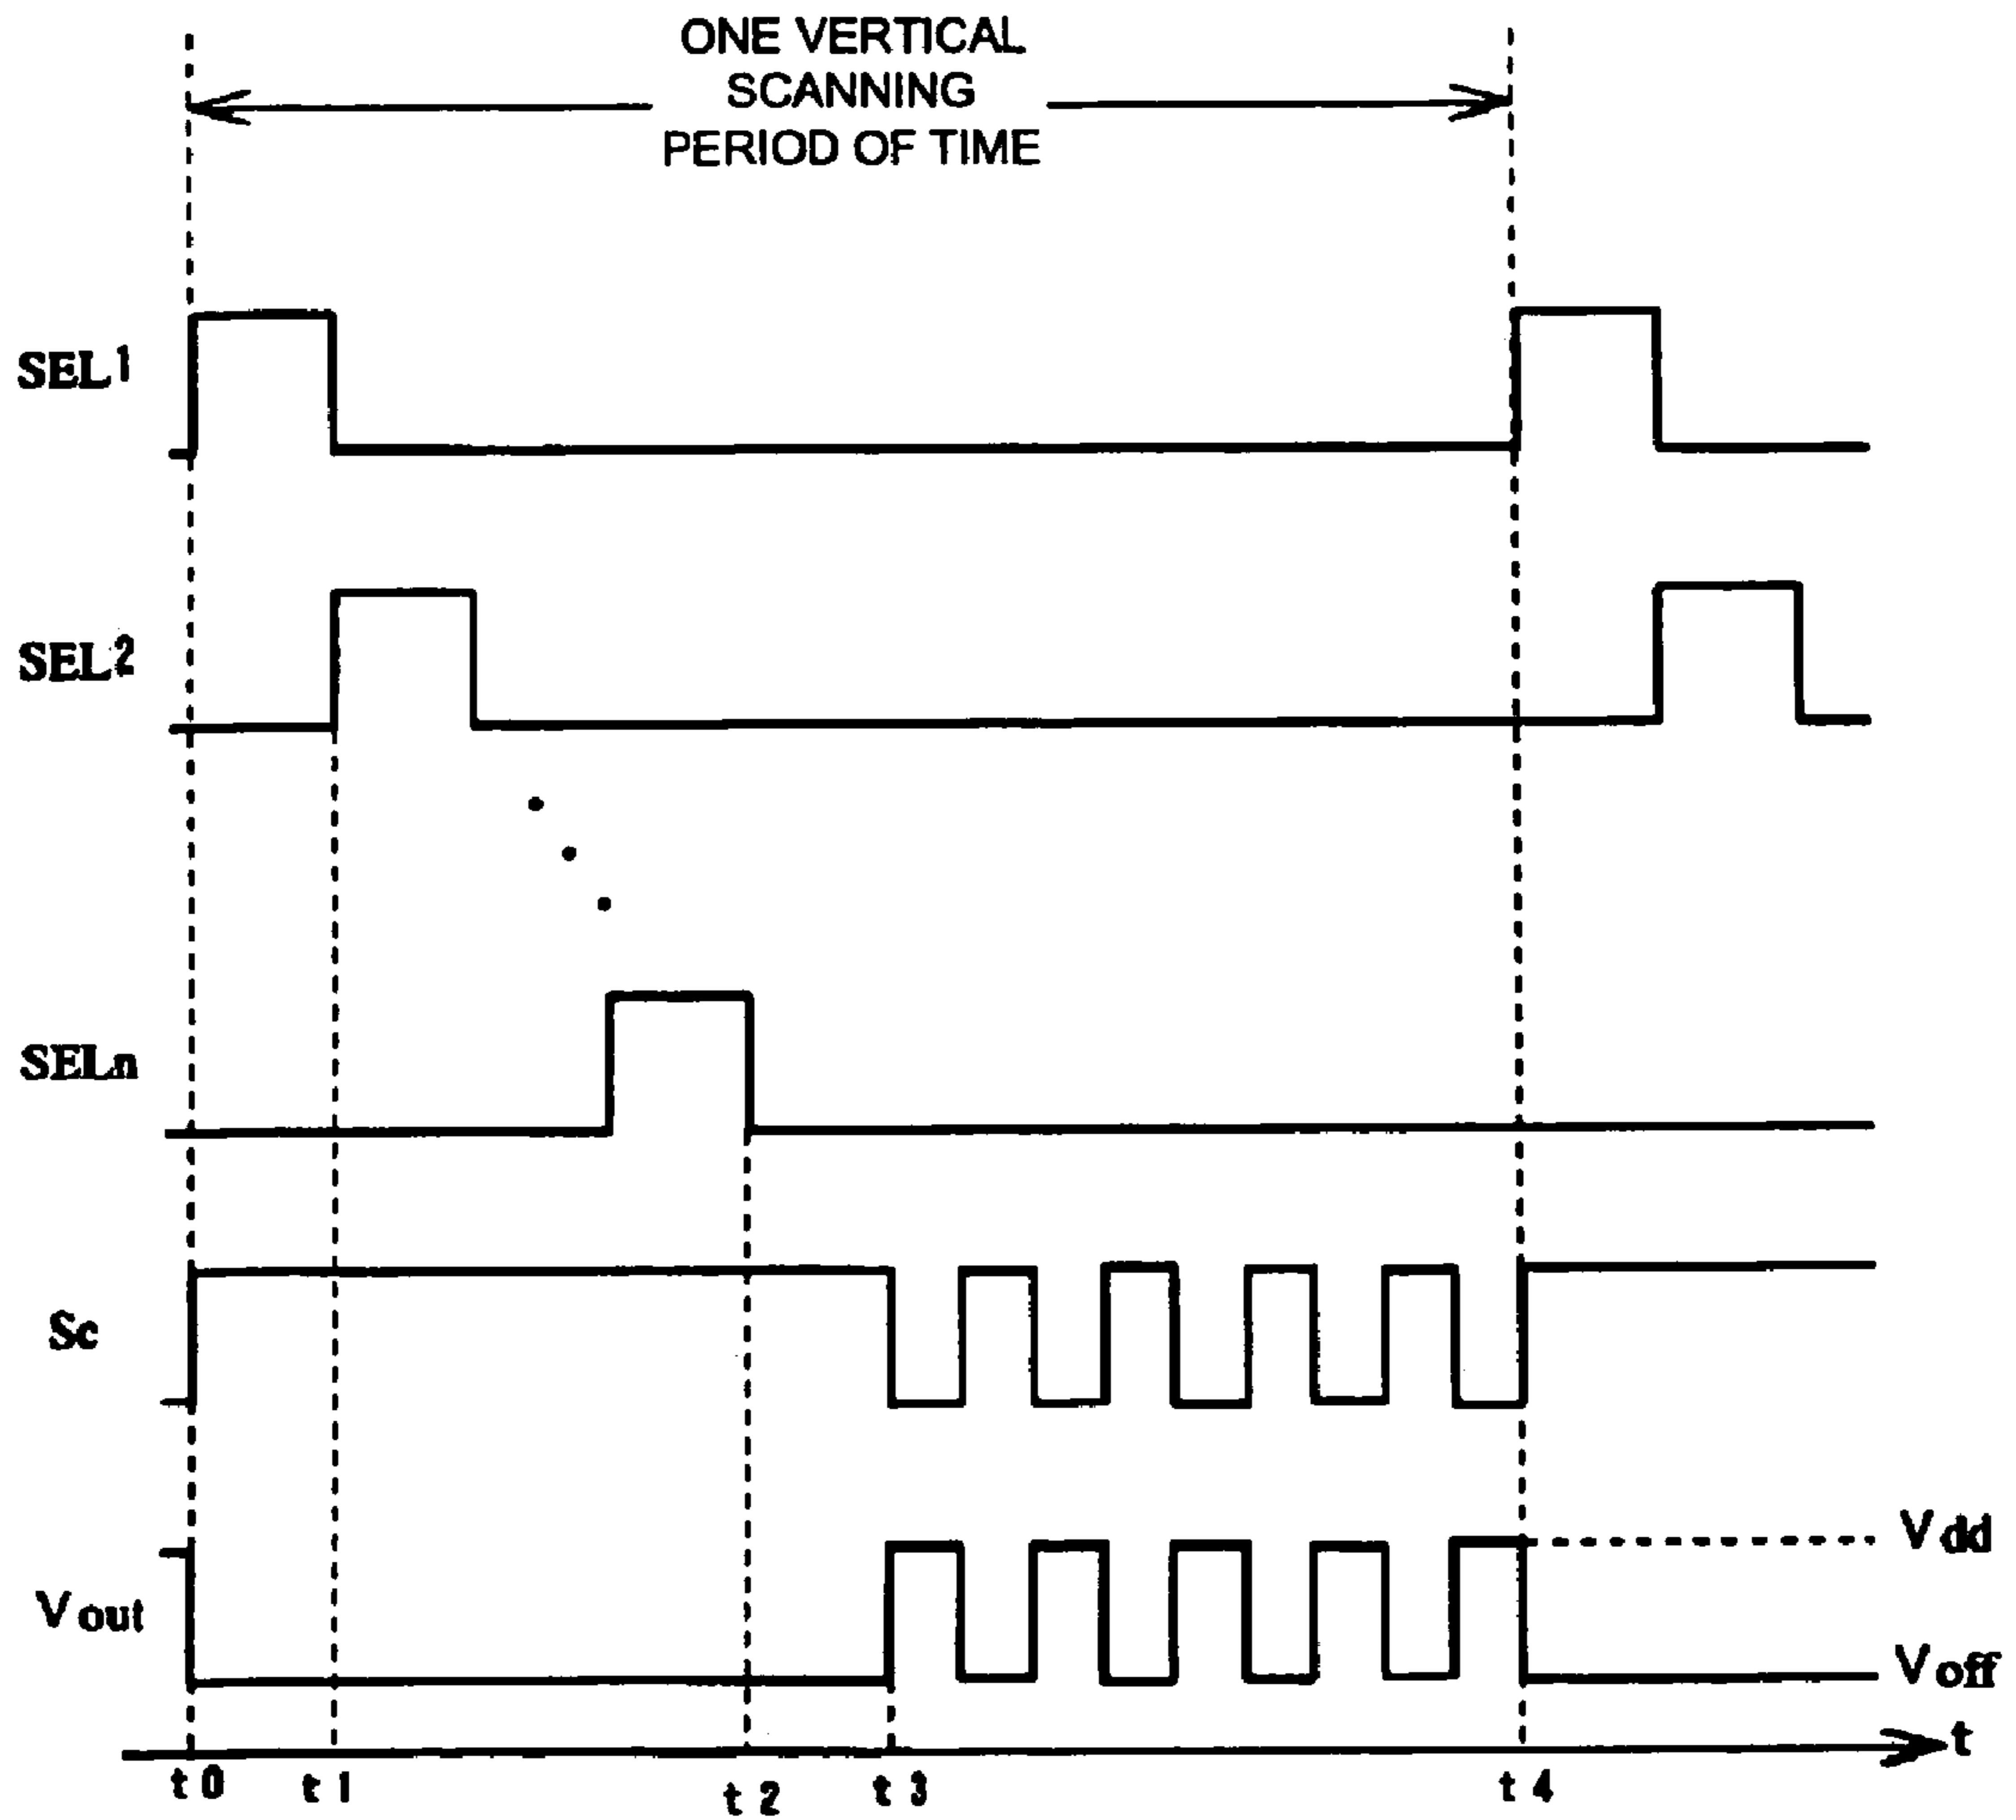 ONE VERTICAL
SCANNING
PERIOD OF TIME
SEL1
SEL2
SELn
Sc
Vdd
Vout
Voff
t
t0 t1 t2 t3 t4